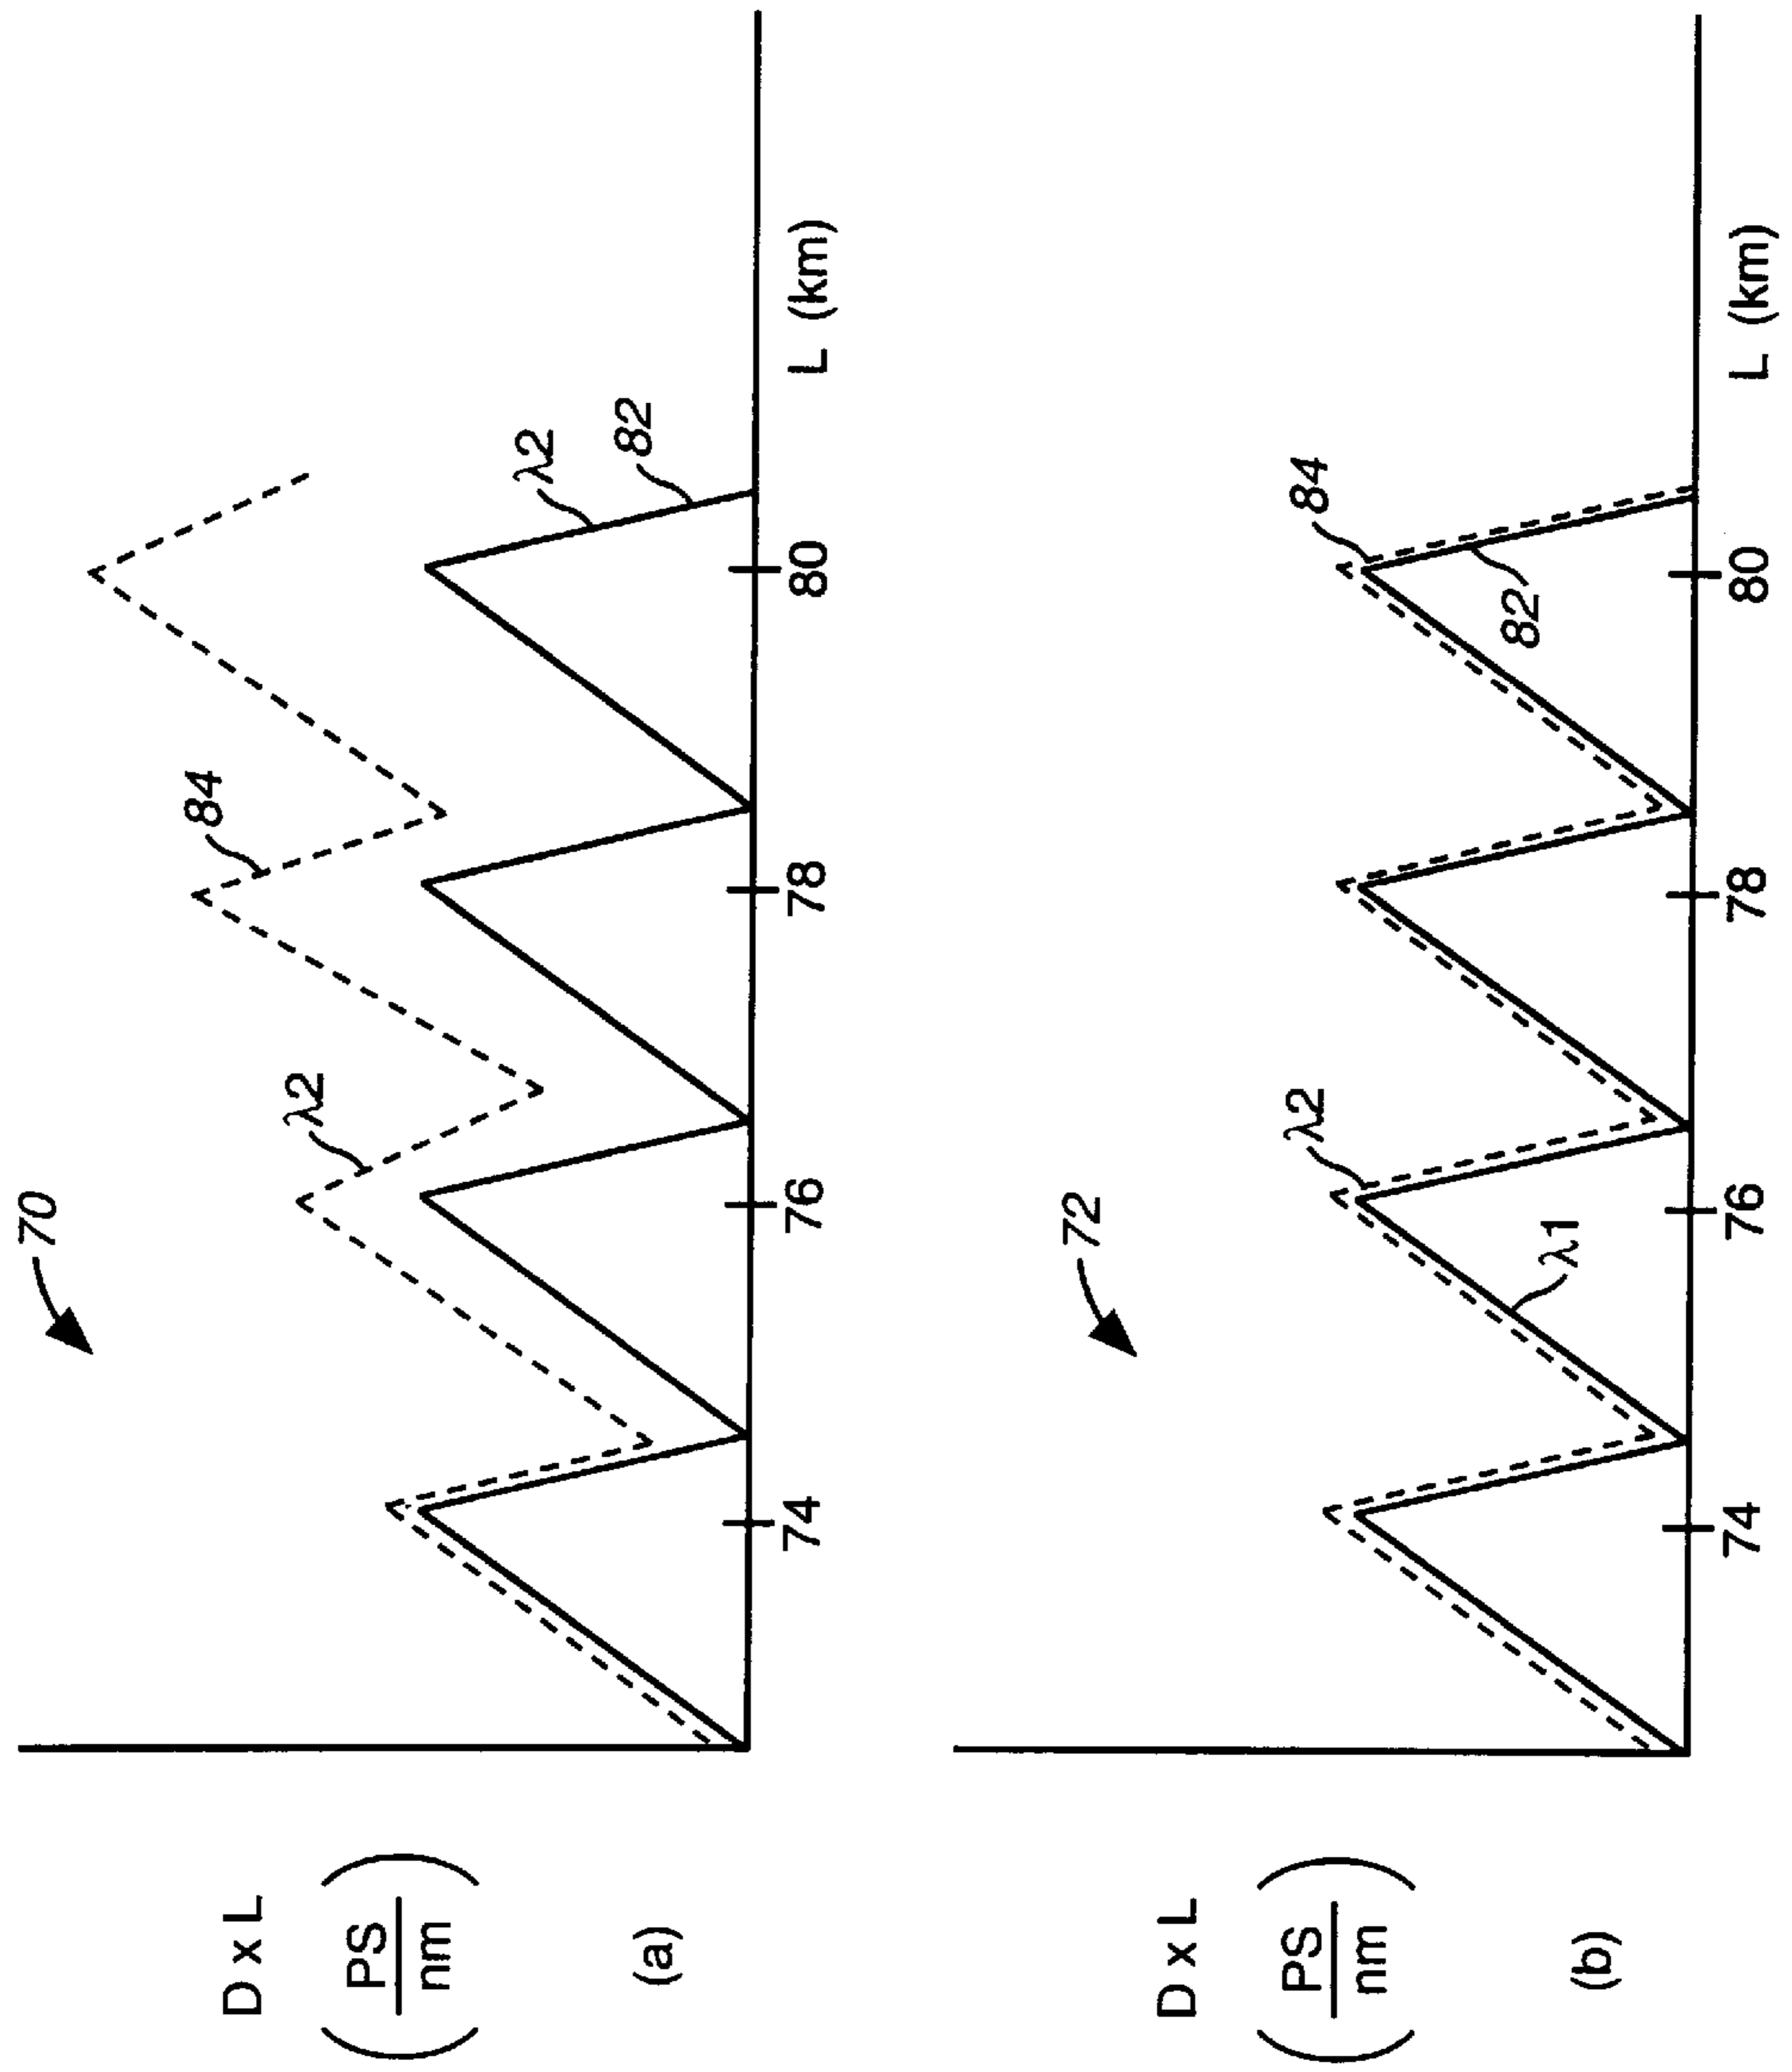 70
D x L
( PS / nm )
(a)
λ2
84
λ2
82
74
76
78
80
L (km)
72
D x L
( PS / nm )
(b)
λ2
λ1
84
82
74
76
78
80
L (km)